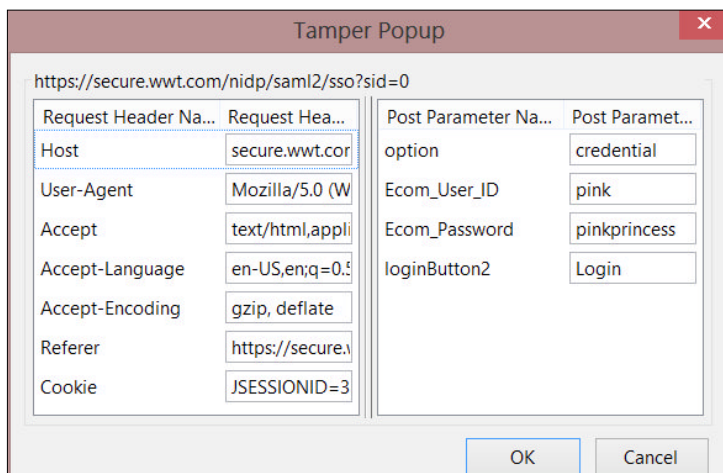 Tamper Popup
https://secure.wwt.com/nidp/saml2/sso?sid=0
Request Header Na... Request Hea...
Host secure.wwt.cor
User-Agent Mozilla/5.0 (W
Accept text/html,appli
Accept-Language en-US,en;q=0.5
Accept-Encoding gzip, deflate
Referer https://secure.w
Cookie JSESSIONID=3
Post Parameter Na... Post Paramet...
option credential
Ecom_User_ID pink
Ecom_Password pinkprincess
loginButton2 Login
OK Cancel